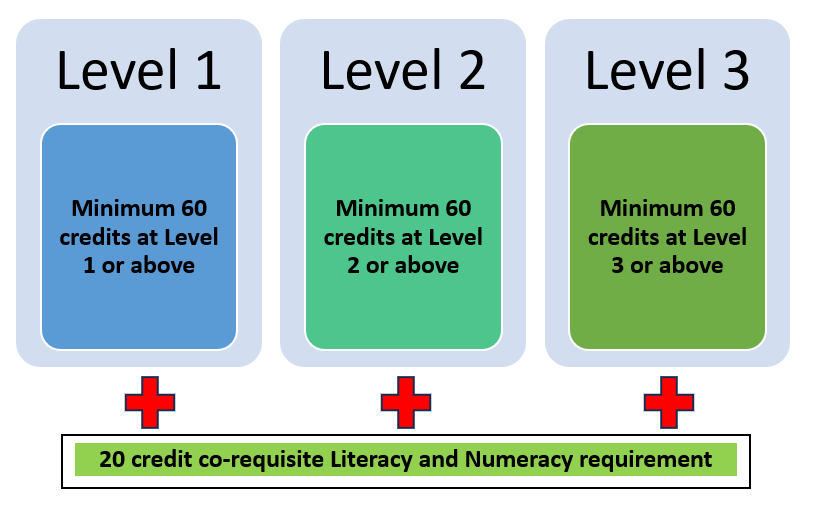 Level 1
Minimum 60
credits at Level
1 or above
Level 2
Minimum 60
credits at Level
2 or above
Level 3
Minimum 60
credits at Level
3 or above
20 credit co-requisite Literacy and Numeracy requirement